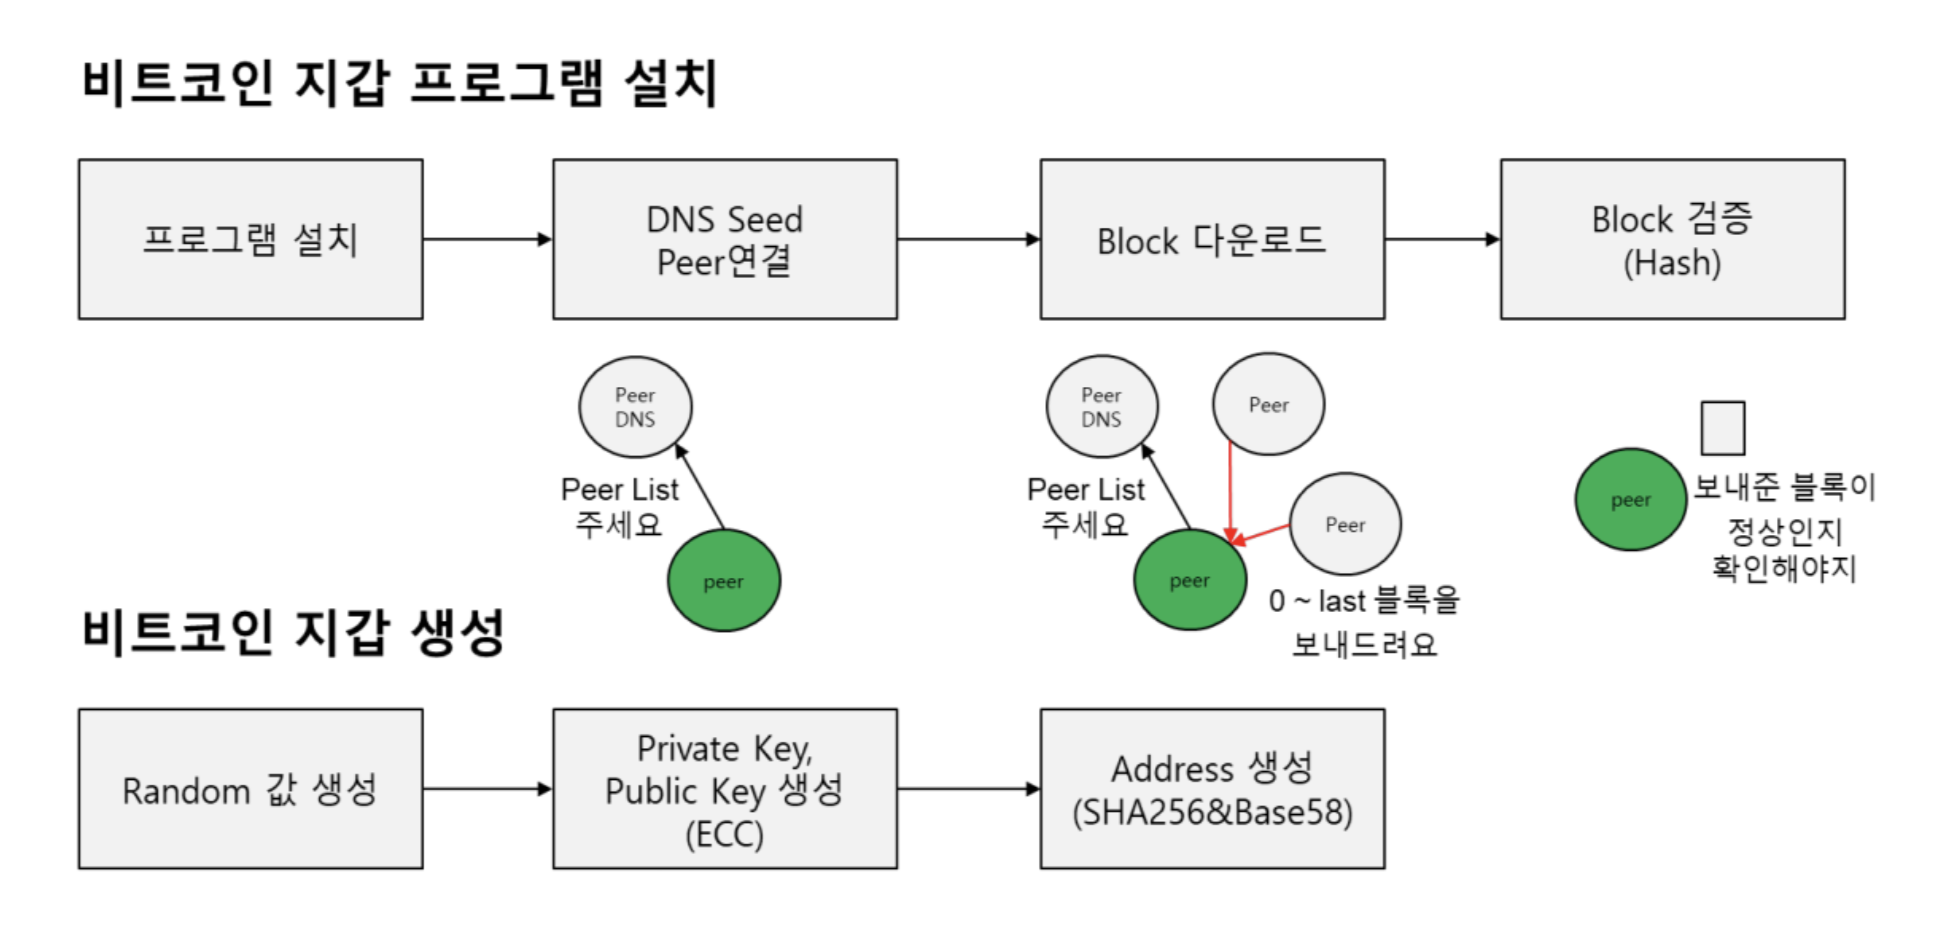 비트코인 지갑 프로그램 설치
프로그램 설치
DNS Seed
Peer연결
Block 다운로드
Block 검증
(Hash)
Peer
DNS
Peer List
주세요
peer
Peer
DNS
Peer
Peer List
주세요
Peer
peer
0 ~ last 블록을
보내드려요
peer
보내준 블록이
정상인지
확인해야지
비트코인 지갑 생성
Random 값 생성
Private Key,
Public Key 생성
(ECC)
Address 생성
(SHA256&Base58)